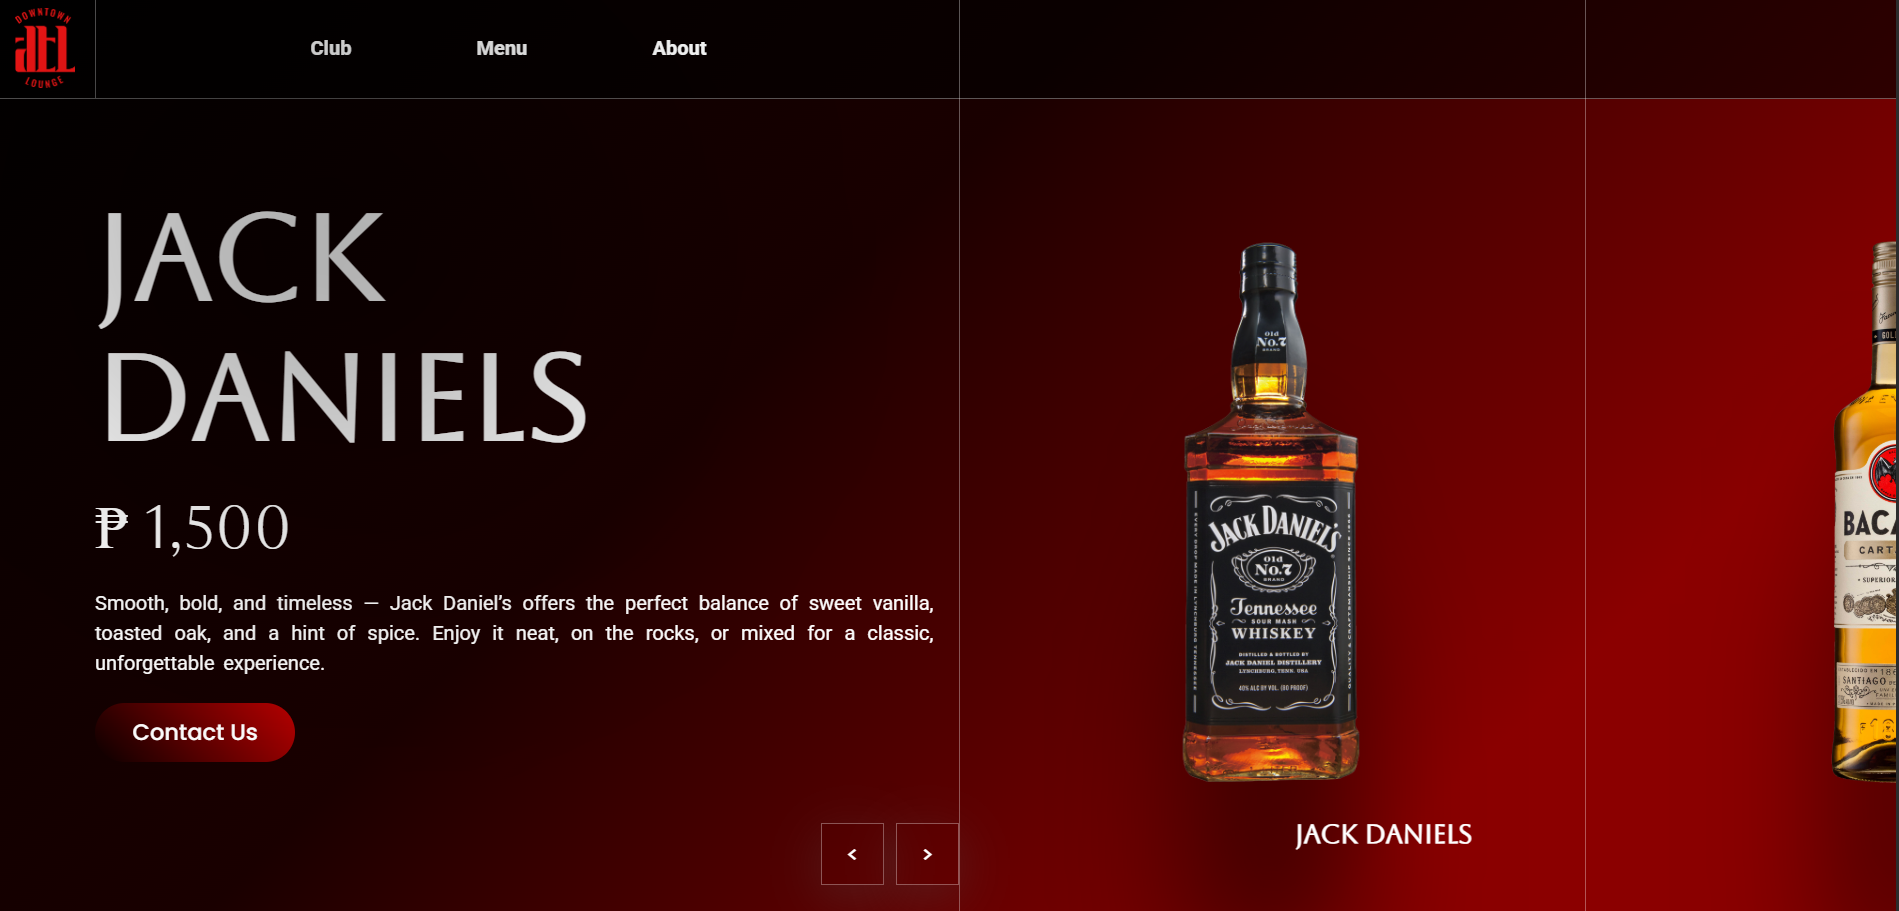 DOWNTOWN
ATL
LOUNGE
Club
Menu
About
JACK
DANIELS
₱ 1,500
Smooth, bold, and timeless — Jack Daniel's offers the perfect balance of sweet vanilla,
toasted oak, and a hint of spice. Enjoy it neat, on the rocks, or mixed for a classic,
unforgettable experience.
Contact Us
<
>
Old
No.7
BRAND
JACK DANIEL'S
Old
No.7
BRAND
Tennessee
SOUR MASH
WHISKEY
DISTILLED & BOTTLED BY
JACK DANIEL DISTILLERY
LYNCHBURG, TENN. USA
40% ALC BY VOL. (80 PROOF)
JACK DANIELS
GOL
BACA
CART
SUPERIOR
SANTIAGO